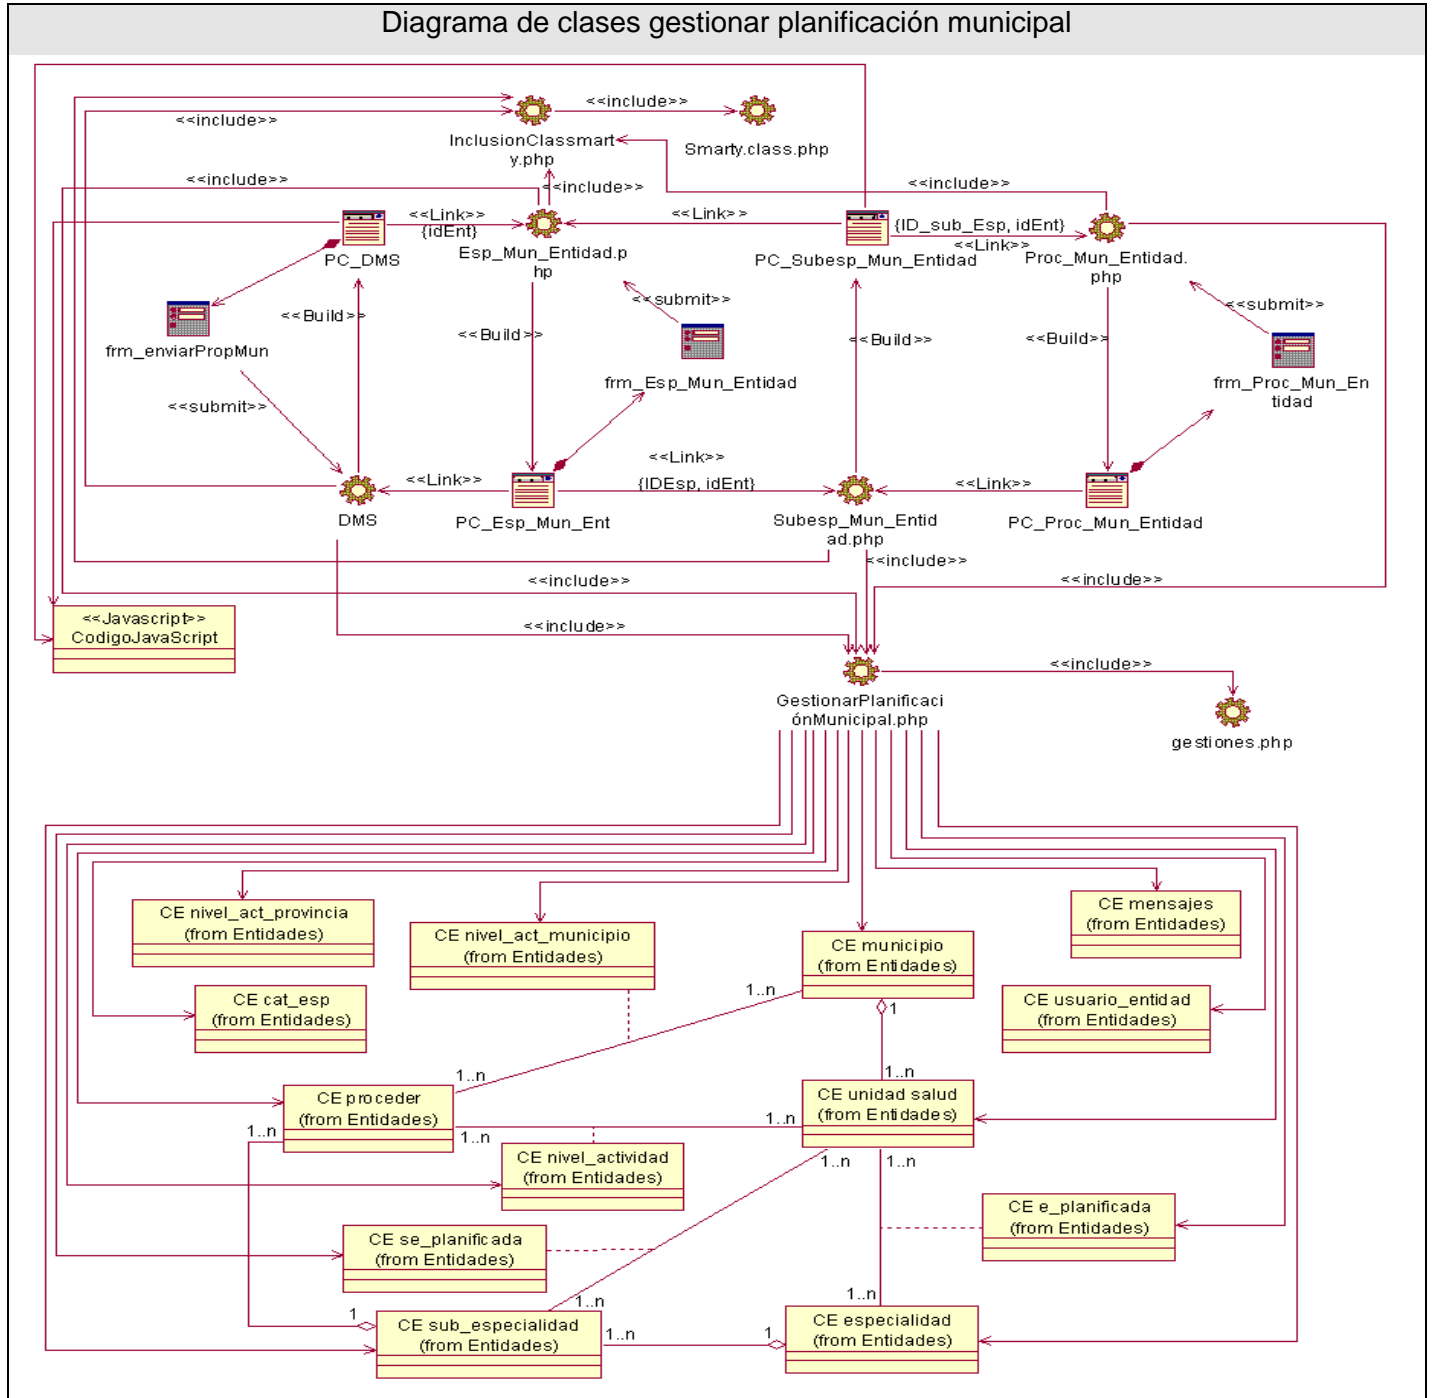 Diagrama de clases gestionar planificación municipal
<<include>>
<<include>>
InclusionClassmart
y.php
Smarty.class.php
<<include>>
<<include>>
<<include>>
<<Link>>
{idEnt}
<<Link>>
{ID_sub_Esp, idEnt}
<<Link>>
PC_DMS
Esp_Mun_Entidad.p
hp
PC_Subesp_Mun_Entidad
Proc_Mun_Entidad.
php
<<submit>>
<<submit>>
<<Build>>
<<Build>>
<<Build>>
<<Build>>
frm_enviarPropMun
frm_Esp_Mun_Entidad
frm_Proc_Mun_En
tidad
<<submit>>
<<Link>>
<<Link>>
{IDEsp, idEnt}
<<Link>>
DMS
PC_Esp_Mun_Ent
Subesp_Mun_Entid
ad.php
PC_Proc_Mun_Entidad
<<include>>
<<include>>
<<include>>
<<include>>
<<Javascript>>
CodigoJavaScript
<<include>>
GestionarPlanificaci
ónMunicipal.php
gestiones.php
CE nivel_act_provincia
(from Entidades)
CE nivel_act_municipio
(from Entidades)
CE municipio
(from Entidades)
CE mensajes
(from Entidades)
CE cat_esp
(from Entidades)
CE usuario_entidad
(from Entidades)
1..n
1
1..n
1..n
CE proceder
(from Entidades)
CE unidad salud
(from Entidades)
1..n
1..n
1..n
CE nivel_actividad
(from Entidades)
1..n
1..n
CE e_planificada
(from Entidades)
CE se_planificada
(from Entidades)
1..n
1..n
1
CE sub_especialidad
(from Entidades)
1..n
1
CE especialidad
(from Entidades)